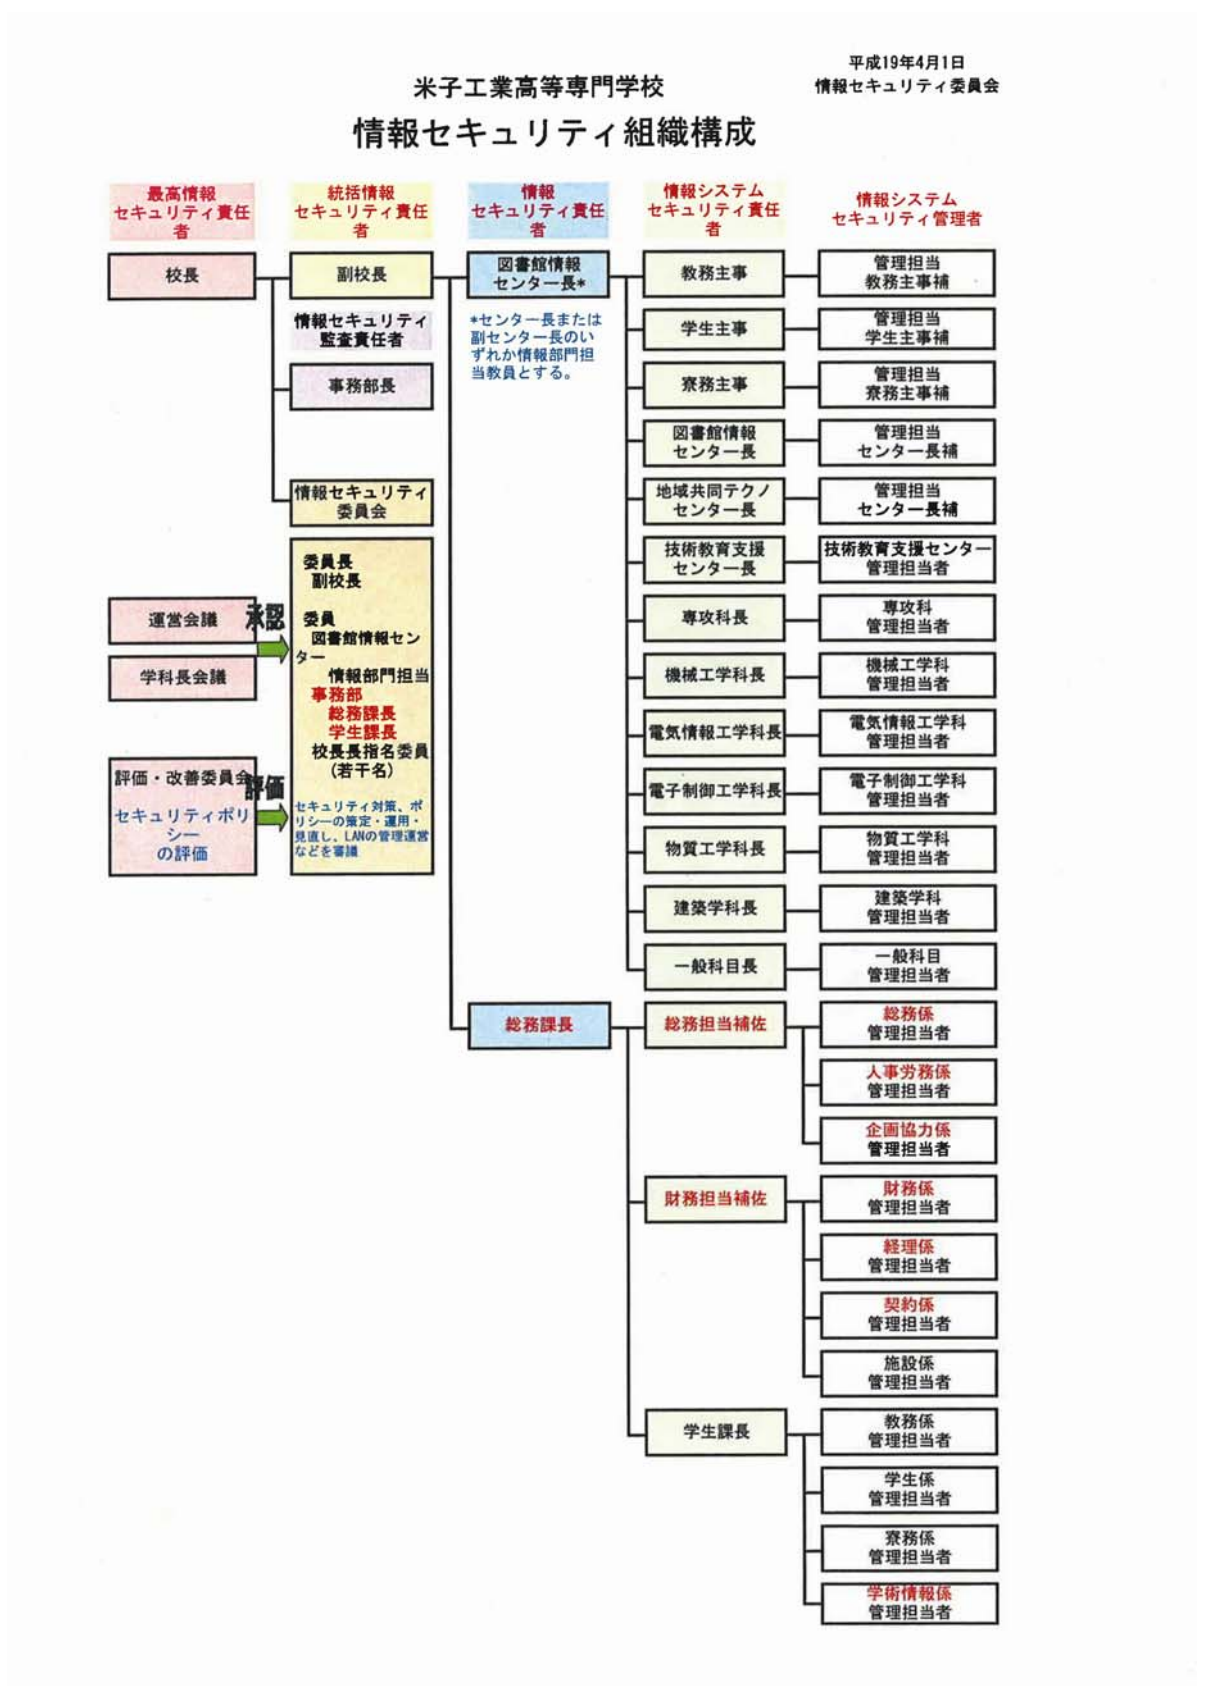 平成19年4月1日
情報セキュリティ委員会
米子工業高等専門学校
情報セキュリティ組織構成
最高情報
セキュリティ責任
者
統括情報
セキュリティ責任
者
情報
セキュリティ責任
者
情報システム
セキュリティ責任
者
情報システム
セキュリティ管理者
校長
副校長
図書館情報
センター長*
教務主事
管理担当
教務主事補
情報セキュリティ
監査責任者
*センター長または
副センター長のい
ずれか情報部門担
当教員とする。
学生主事
管理担当
学生主事補
事務部長
寮務主事
管理担当
寮務主事補
図書館情報
センター長
管理担当
センター長補
情報セキュリティ
委員会
地域共同テクノ
センター長
管理担当
センター長補
技術教育支援
センター長
技術教育支援センター
管理担当者
運営会議
学科長会議
承認
委員長
副校長
委員
図書館情報セン
ター
情報部門担当
事務部
総務課長
学生課長
校長長指名委員
(若干名)
セキュリティ対策、ポ
リシーの策定・運用・
見直し、LANの管理運営
などを審議
評価・改善委員会
セキュリティポリ
シー
の評価
評価
専攻科長
専攻科
管理担当者
機械工学科長
機械工学科
管理担当者
電気情報工学科長
電気情報工学科
管理担当者
電子制御工学科長
電子制御工学科
管理担当者
物質工学科長
物質工学科
管理担当者
建築学科長
建築学科
管理担当者
一般科目長
一般科目
管理担当者
総務課長
総務担当補佐
総務係
管理担当者
人事労務係
管理担当者
企画協力係
管理担当者
財務担当補佐
財務係
管理担当者
経理係
管理担当者
契約係
管理担当者
施設係
管理担当者
学生課長
教務係
管理担当者
学生係
管理担当者
寮務係
管理担当者
学術情報係
管理担当者